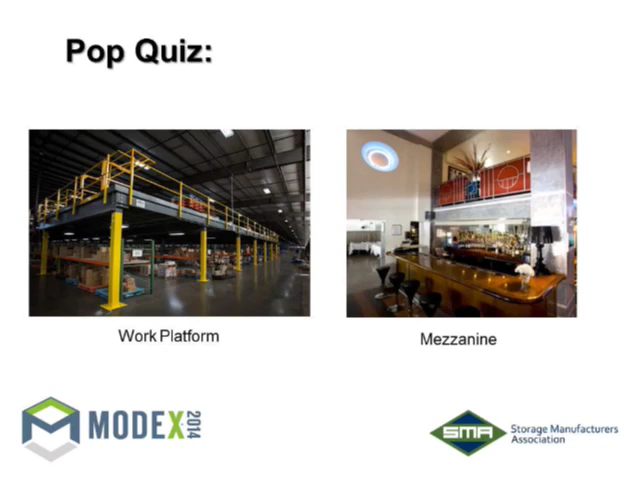 Pop Quiz:
Work Platform
Mezzanine
MODEX 2014
SMA Storage Manufacturers
Association